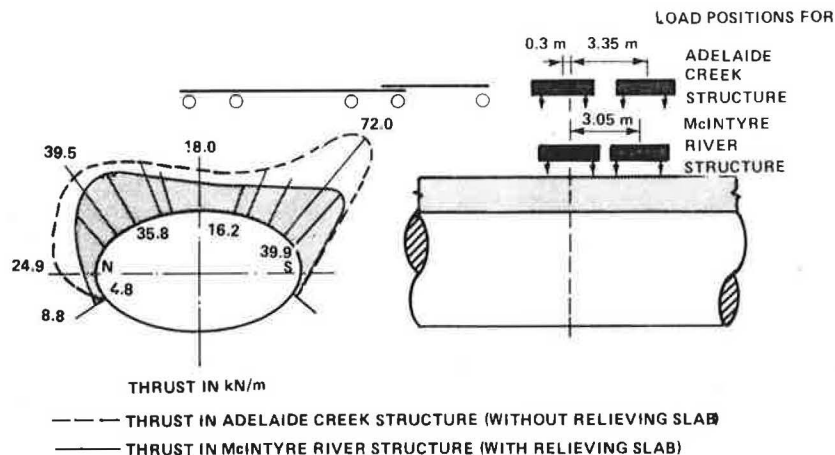 LOAD POSITIONS FOR
0.3 m 3.35 m
ADELAIDE
CREEK
STRUCTURE
3.05 m
McINTYRE
RIVER
STRUCTURE
72.0
18.0
39.5
35.8
16.2
39.9
24.9
N
S
4.8
8.8
THRUST IN kN/m
THRUST IN ADELAIDE CREEK STRUCTURE (WITHOUT RELIEVING SLAB)
THRUST IN McINTYRE RIVER STRUCTURE (WITH RELIEVING SLAB)